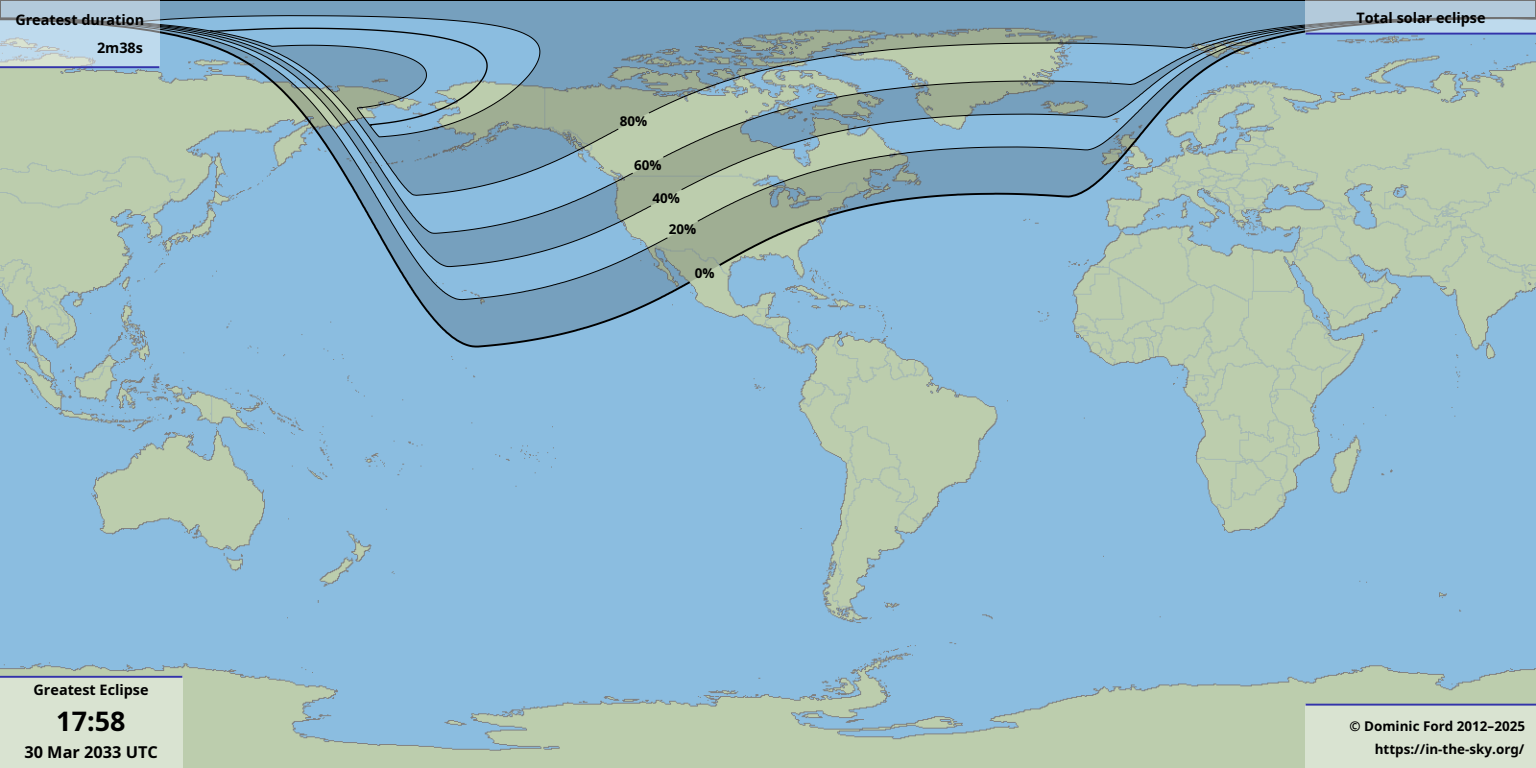 Greatest duration
2m38s
Total solar eclipse
80%
60%
40%
20%
0%
Greatest Eclipse
17:58
30 Mar 2033 UTC
© Dominic Ford 2012–2025
https://in-the-sky.org/